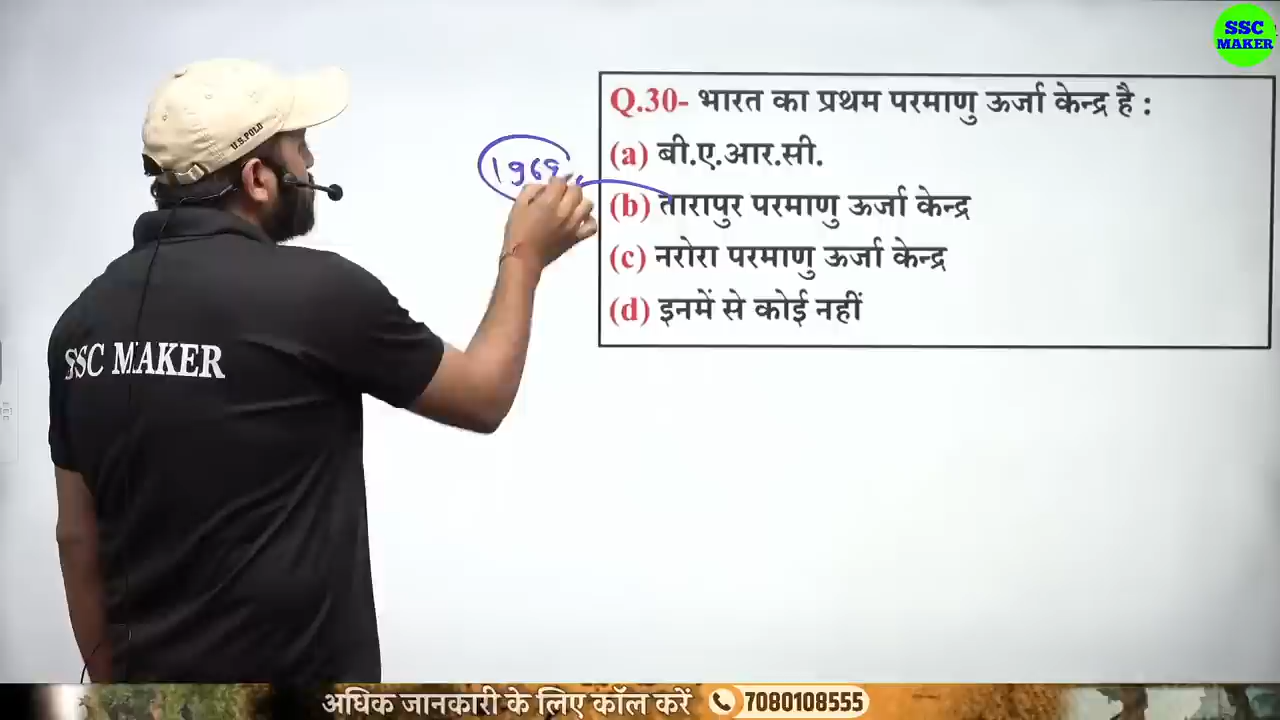 SSC
MAKER
U.S. POLO
1969
Q.30- भारत का प्रथम परमाणु ऊर्जा केन्द्र है :
(a) बी.ए.आर.सी.
(b) तारापुर परमाणु ऊर्जा केन्द्र
(c) नरोरा परमाणु ऊर्जा केन्द्र
(d) इनमें से कोई नहीं
SSC MAKER
अधिक जानकारी के लिए कॉल करें 7080108555